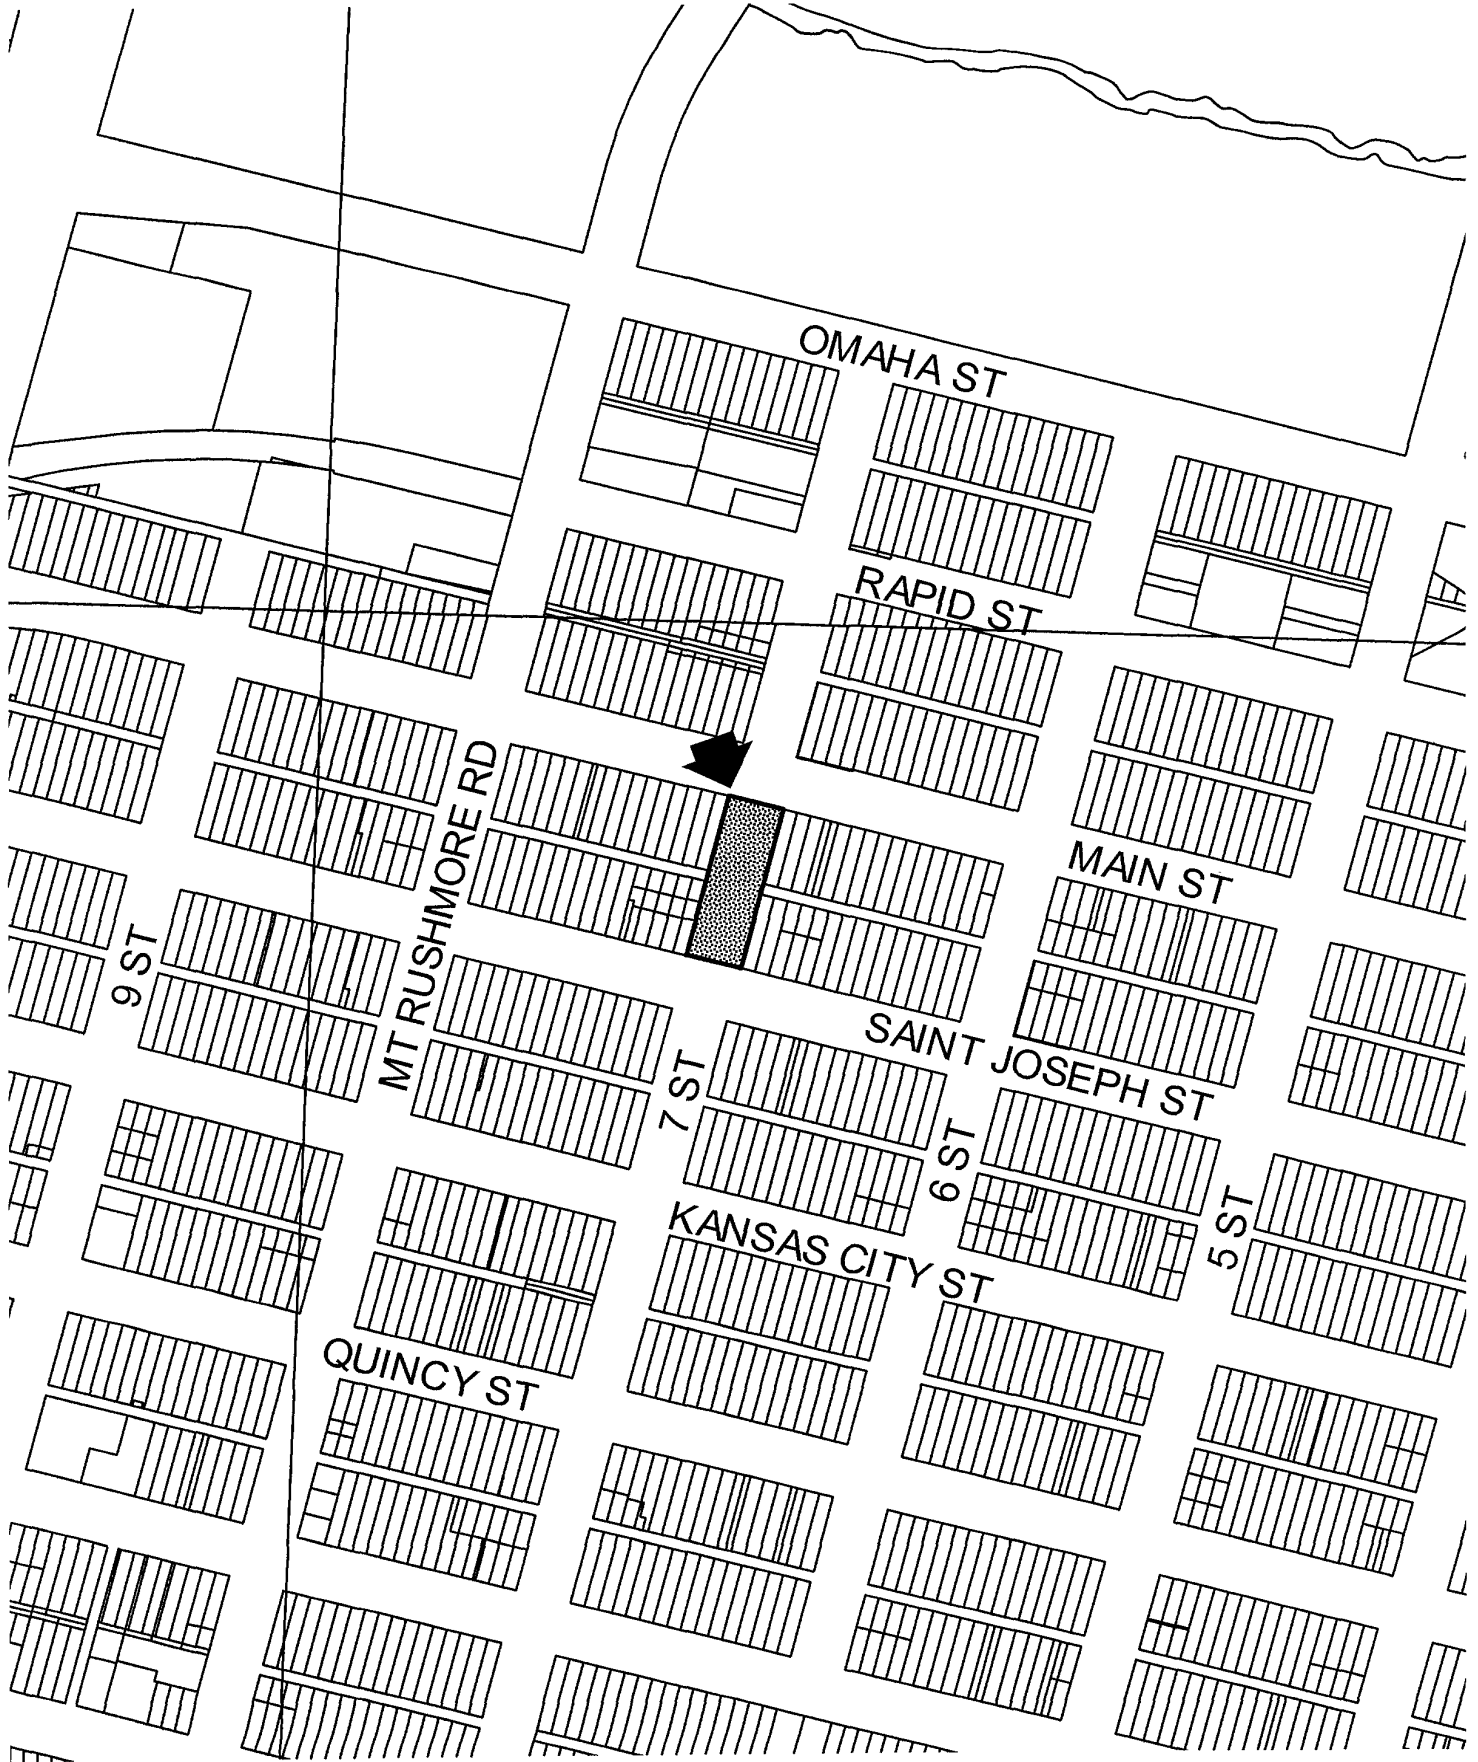 OMAHA ST
RAPID ST
MT RUSHMORE RD
MAIN ST
9 ST
SAINT JOSEPH ST
7 ST
6 ST
5 ST
KANSAS CITY ST
QUINCY ST